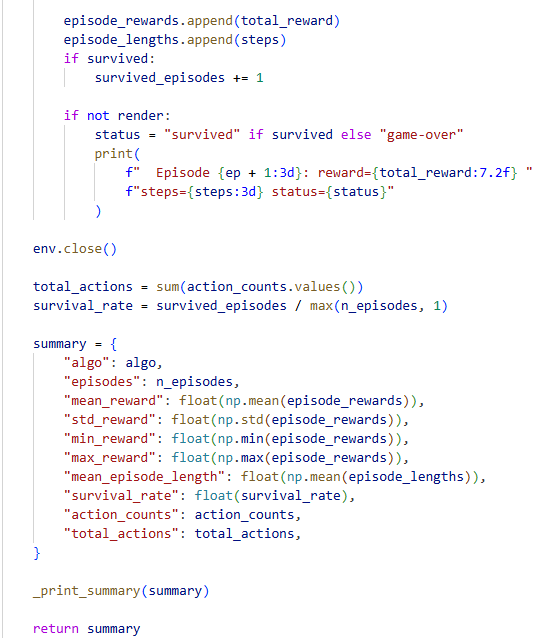 episode_rewards.append(total_reward)
episode_lengths.append(steps)
if survived:
    survived_episodes += 1

if not render:
    status = "survived" if survived else "game-over"
    print(
        f"  Episode {ep + 1:3d}: reward={total_reward:7.2f} "
        f"steps={steps:3d} status={status}"
    )

env.close()

total_actions = sum(action_counts.values())
survival_rate = survived_episodes / max(n_episodes, 1)

summary = {
    "algo": algo,
    "episodes": n_episodes,
    "mean_reward": float(np.mean(episode_rewards)),
    "std_reward": float(np.std(episode_rewards)),
    "min_reward": float(np.min(episode_rewards)),
    "max_reward": float(np.max(episode_rewards)),
    "mean_episode_length": float(np.mean(episode_lengths)),
    "survival_rate": float(survival_rate),
    "action_counts": action_counts,
    "total_actions": total_actions,
}

_print_summary(summary)

return summary